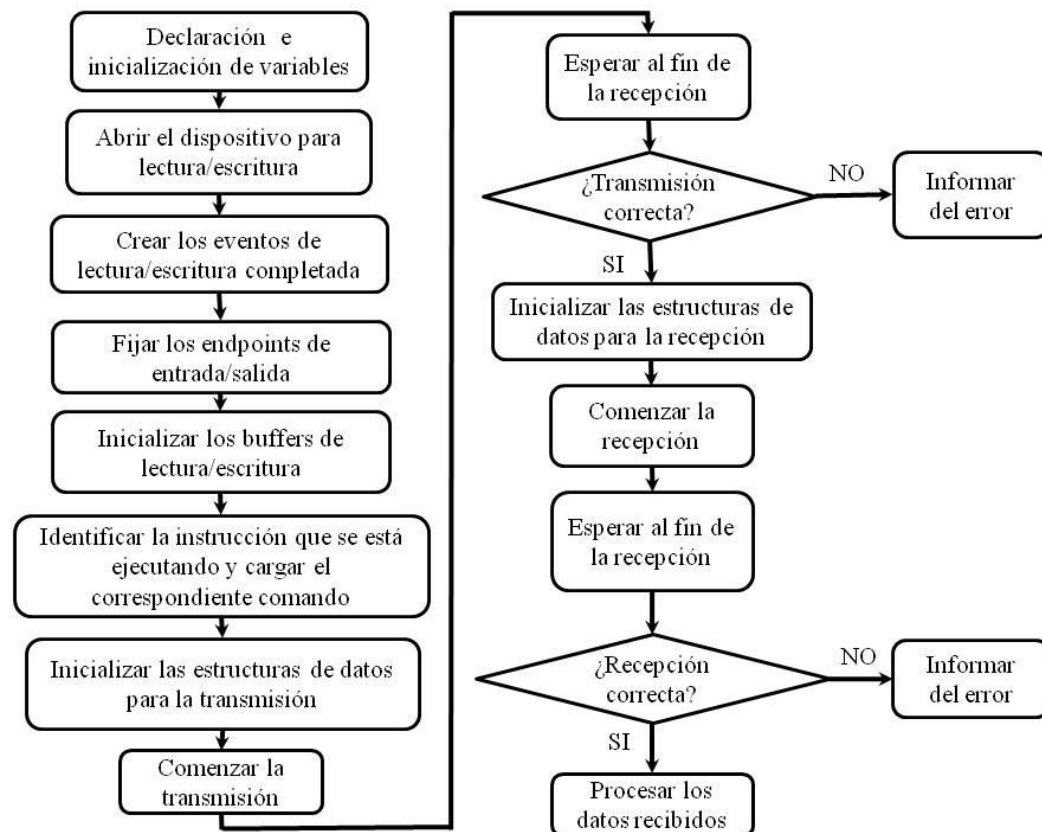 Declaración e
inicialización de variables
Abrir el dispositivo para
lectura/escritura
Crear los eventos de
lectura/escritura completada
Fijar los endpoints de
entrada/salida
Inicializar los buffers de
lectura/escritura
Identificar la instrucción que se está
ejecutando y cargar el
correspondiente comando
Inicializar las estructuras de datos
para la transmisión
Comenzar la
transmisión
Esperar al fin de
la recepción
¿Transmisión
correcta?
NO
Informar
del error
SI
Inicializar las estructuras de
datos para la recepción
Comenzar la
recepción
Esperar al fin de
la recepción
¿Recepción
correcta?
NO
Informar
del error
SI
Procesar los
datos recibidos